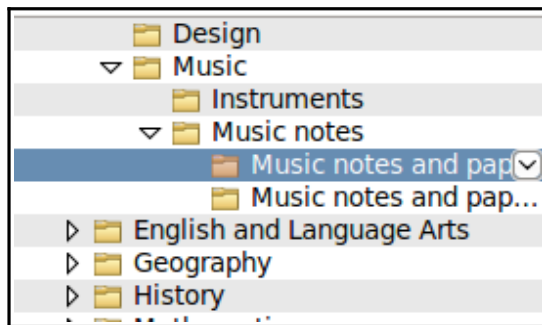 Design
Music
Instruments
Music notes
Music notes and pap
Music notes and pap...
English and Language Arts
Geography
History